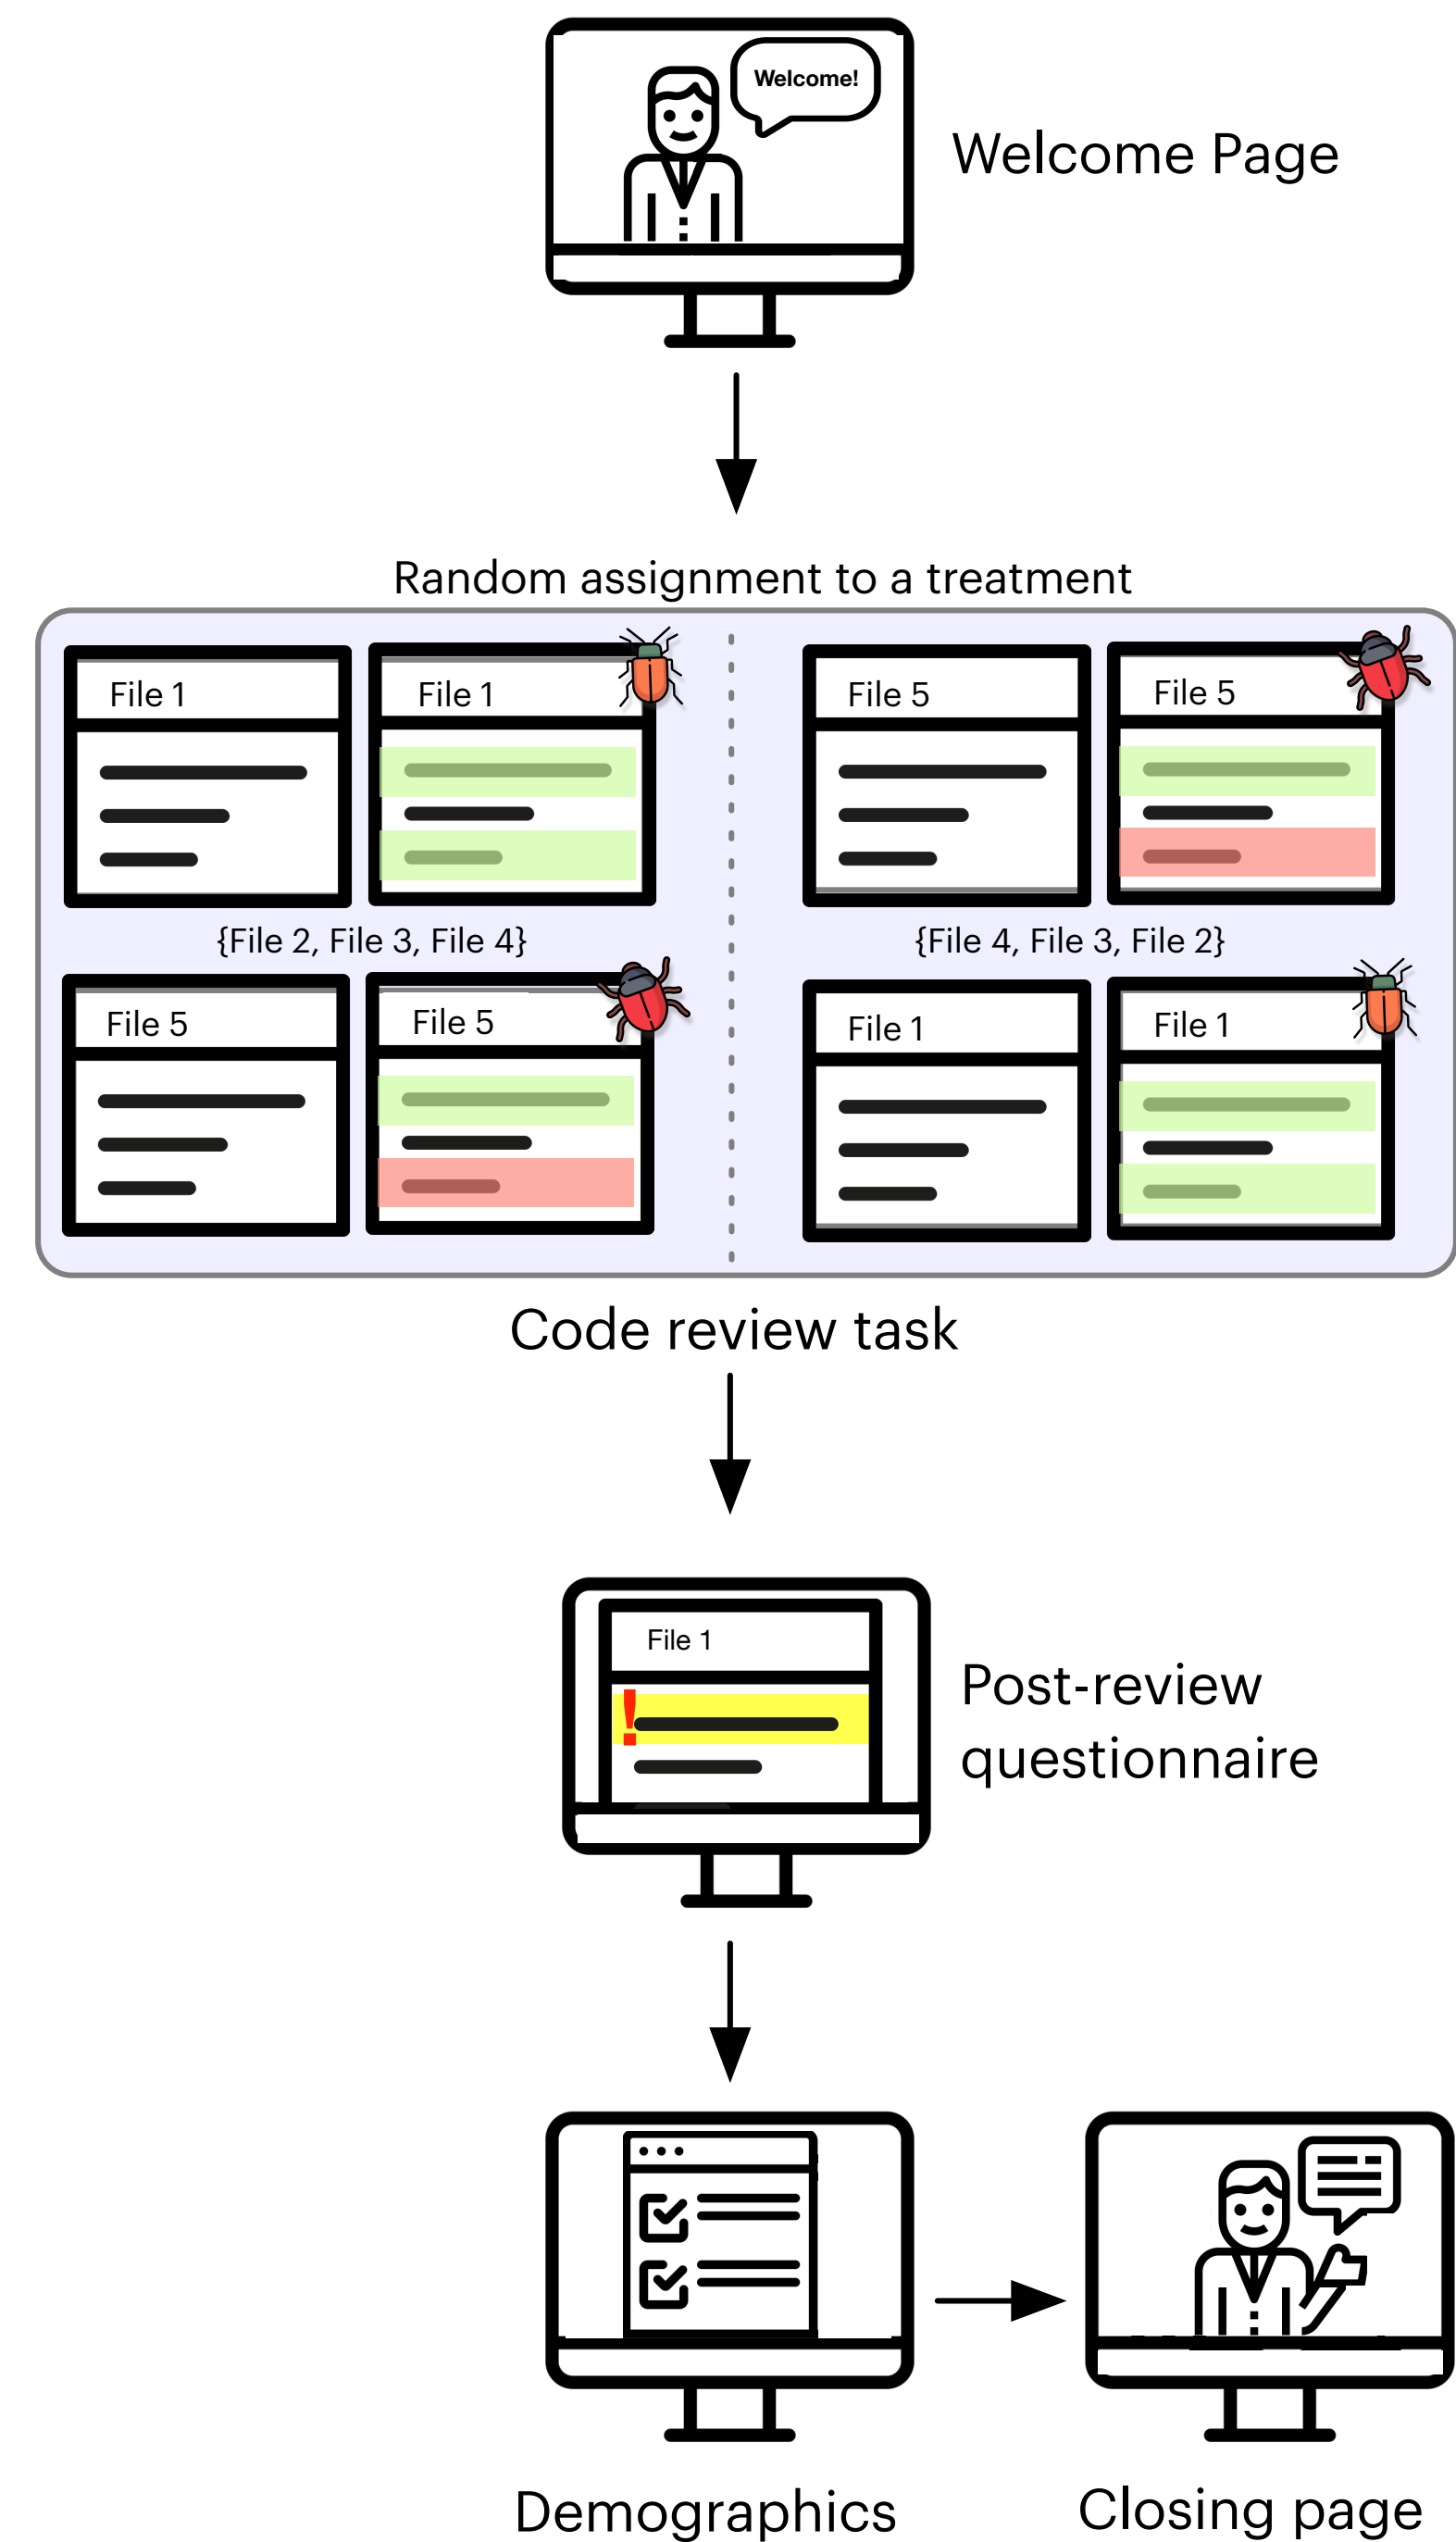 Welcome!
Welcome Page
Random assignment to a treatment
File 1
File 1
{File 2, File 3, File 4}
File 5
File 5
File 5
File 5
{File 4, File 3, File 2}
File 1
File 1
Code review task
File 1
!
Post-review
questionnaire
Demographics
Closing page